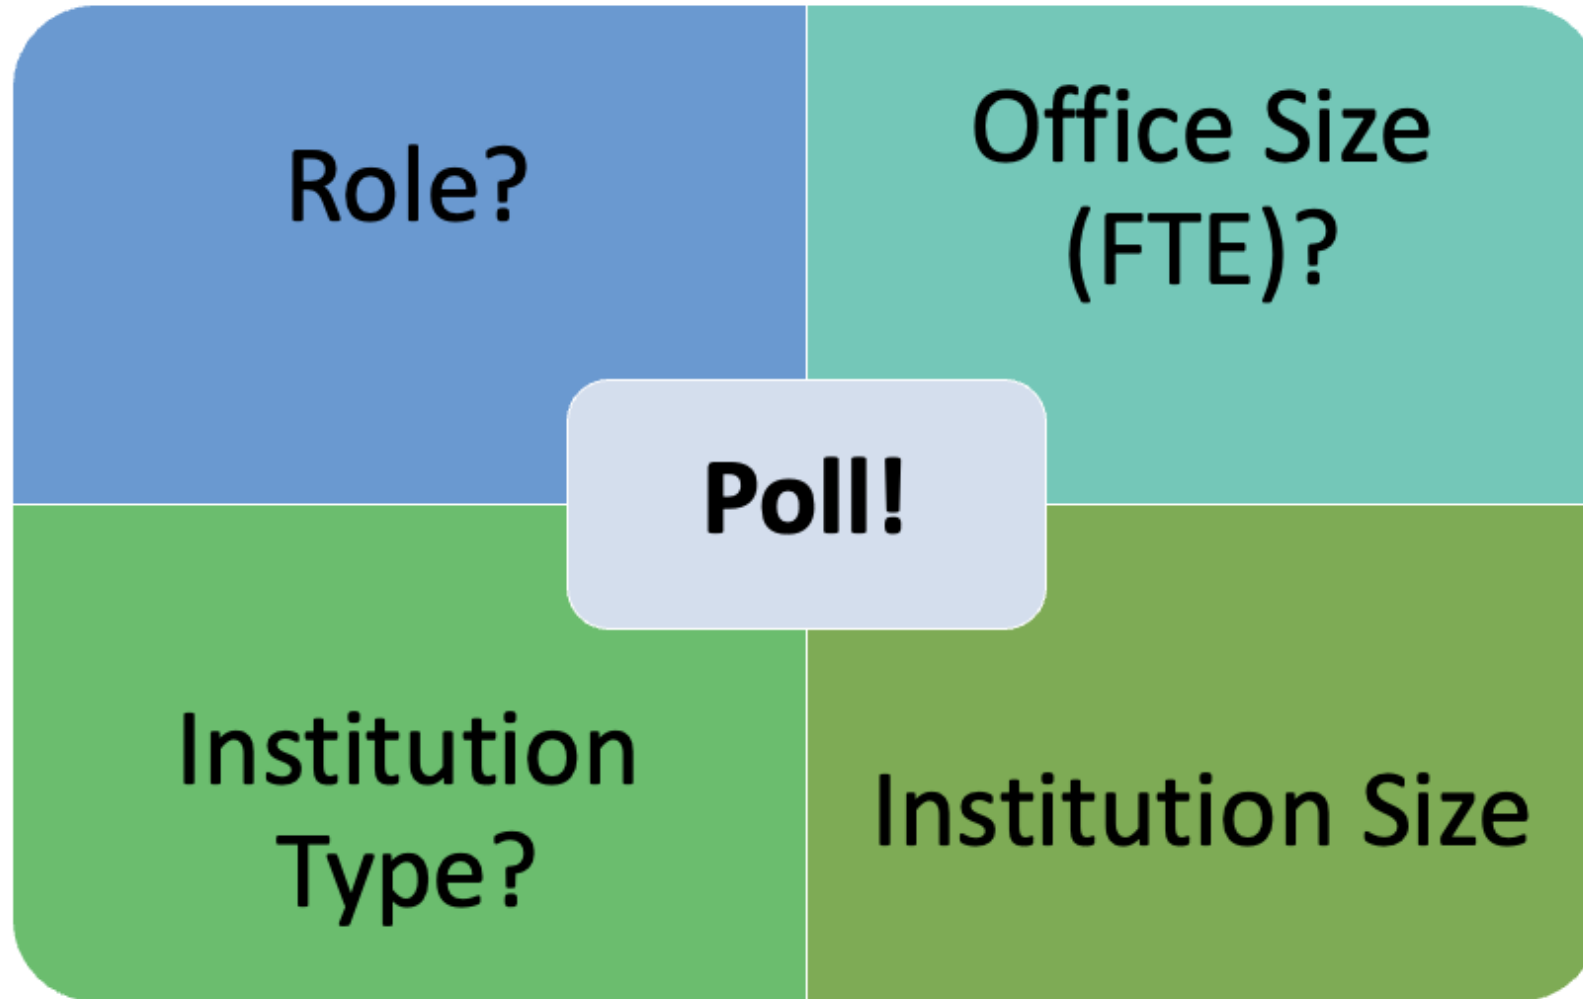 Role?
Office Size
(FTE)?
Poll!
Institution
Type?
Institution Size